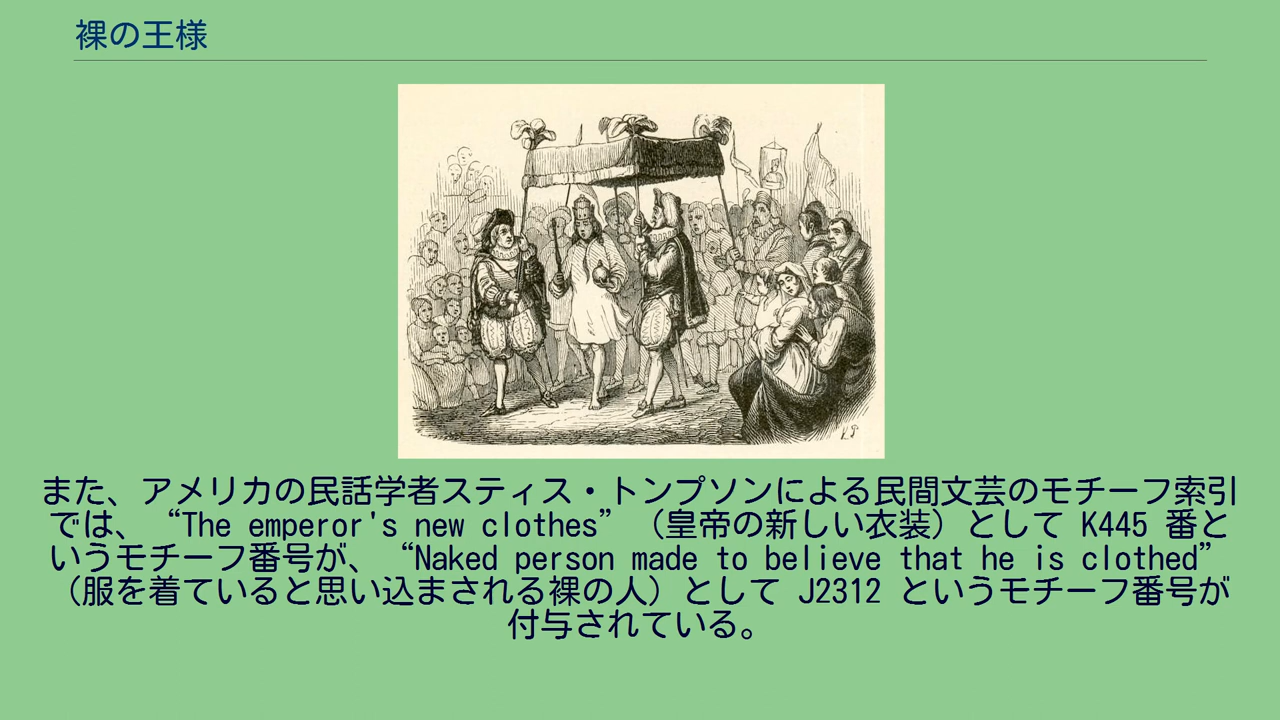 裸の王様
また、アメリカの民話学者スティス・トンプソンによる民間文芸のモチーフ索引
では、“The emperor's new clothes”（皇帝の新しい衣装）として K445 番と
いうモチーフ番号が、“Naked person made to believe that he is clothed”
（服を着ていると思い込まされる裸の人）として J2312 というモチーフ番号が
付与されている。